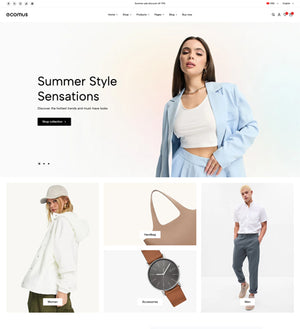 Summer sale discount off 70%
English
ecomus
Home
Shop
Products
Pages
Blog
Buy now
Summer Style
Sensations
Discover the hottest trends and must-have looks
Shop collection
Handbag
Women
Accessories
Men